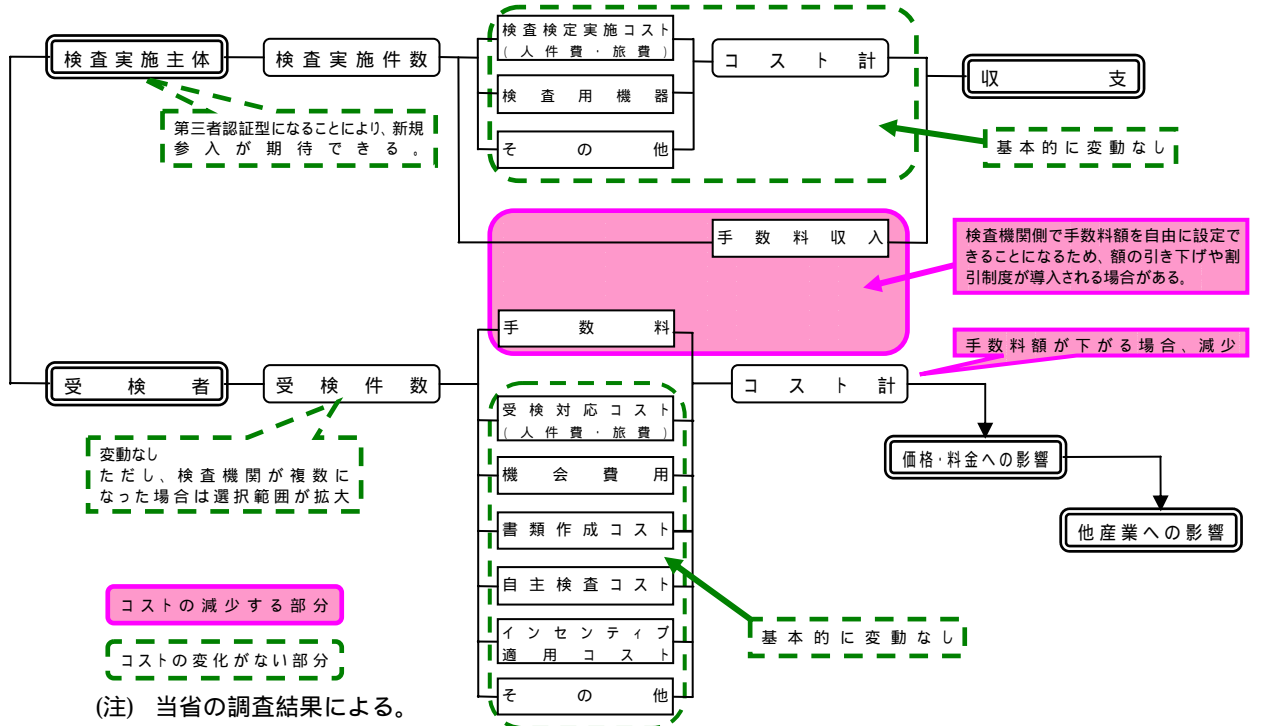 検査実施主体
検査実施件数
検査検定実施コスト
(人件費・旅費)
検査用機器
その他
コスト計
収支
第三者認証型になることにより、新規
参入が期待できる。
基本的に変動なし
手数料収入
検査機関側で手数料額を自由に設定で
きることになるため、額の引き下げや割
引制度が導入される場合がある。
手数料
手数料額が下がる場合、減少
受検者
受検件数
コスト計
変動なし
ただし、検査機関が複数に
なった場合は選択範囲が拡大
受検対応コスト
(人件費・旅費)
機会費用
書類作成コスト
自主検査コスト
インセンティブ
適用コスト
その他
価格・料金への影響
他産業への影響
基本的に変動なし
コストの減少する部分
コストの変化がない部分
(注) 当省の調査結果による。